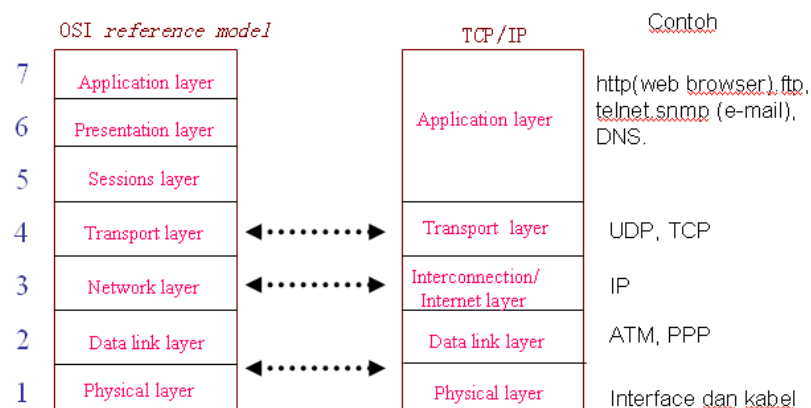 OSI reference model
TCP/IP
Contoh
7
Application layer
6
Presentation layer
5
Sessions layer
Application layer
http(web browser),ftp,
telnet.snmp (e-mail),
DNS.
4
Transport layer
Transport layer
UDP, TCP
3
Network layer
Interconnection/
Internet layer
IP
2
Data link layer
Data link layer
ATM, PPP
1
Physical layer
Physical layer
Interface dan kabel